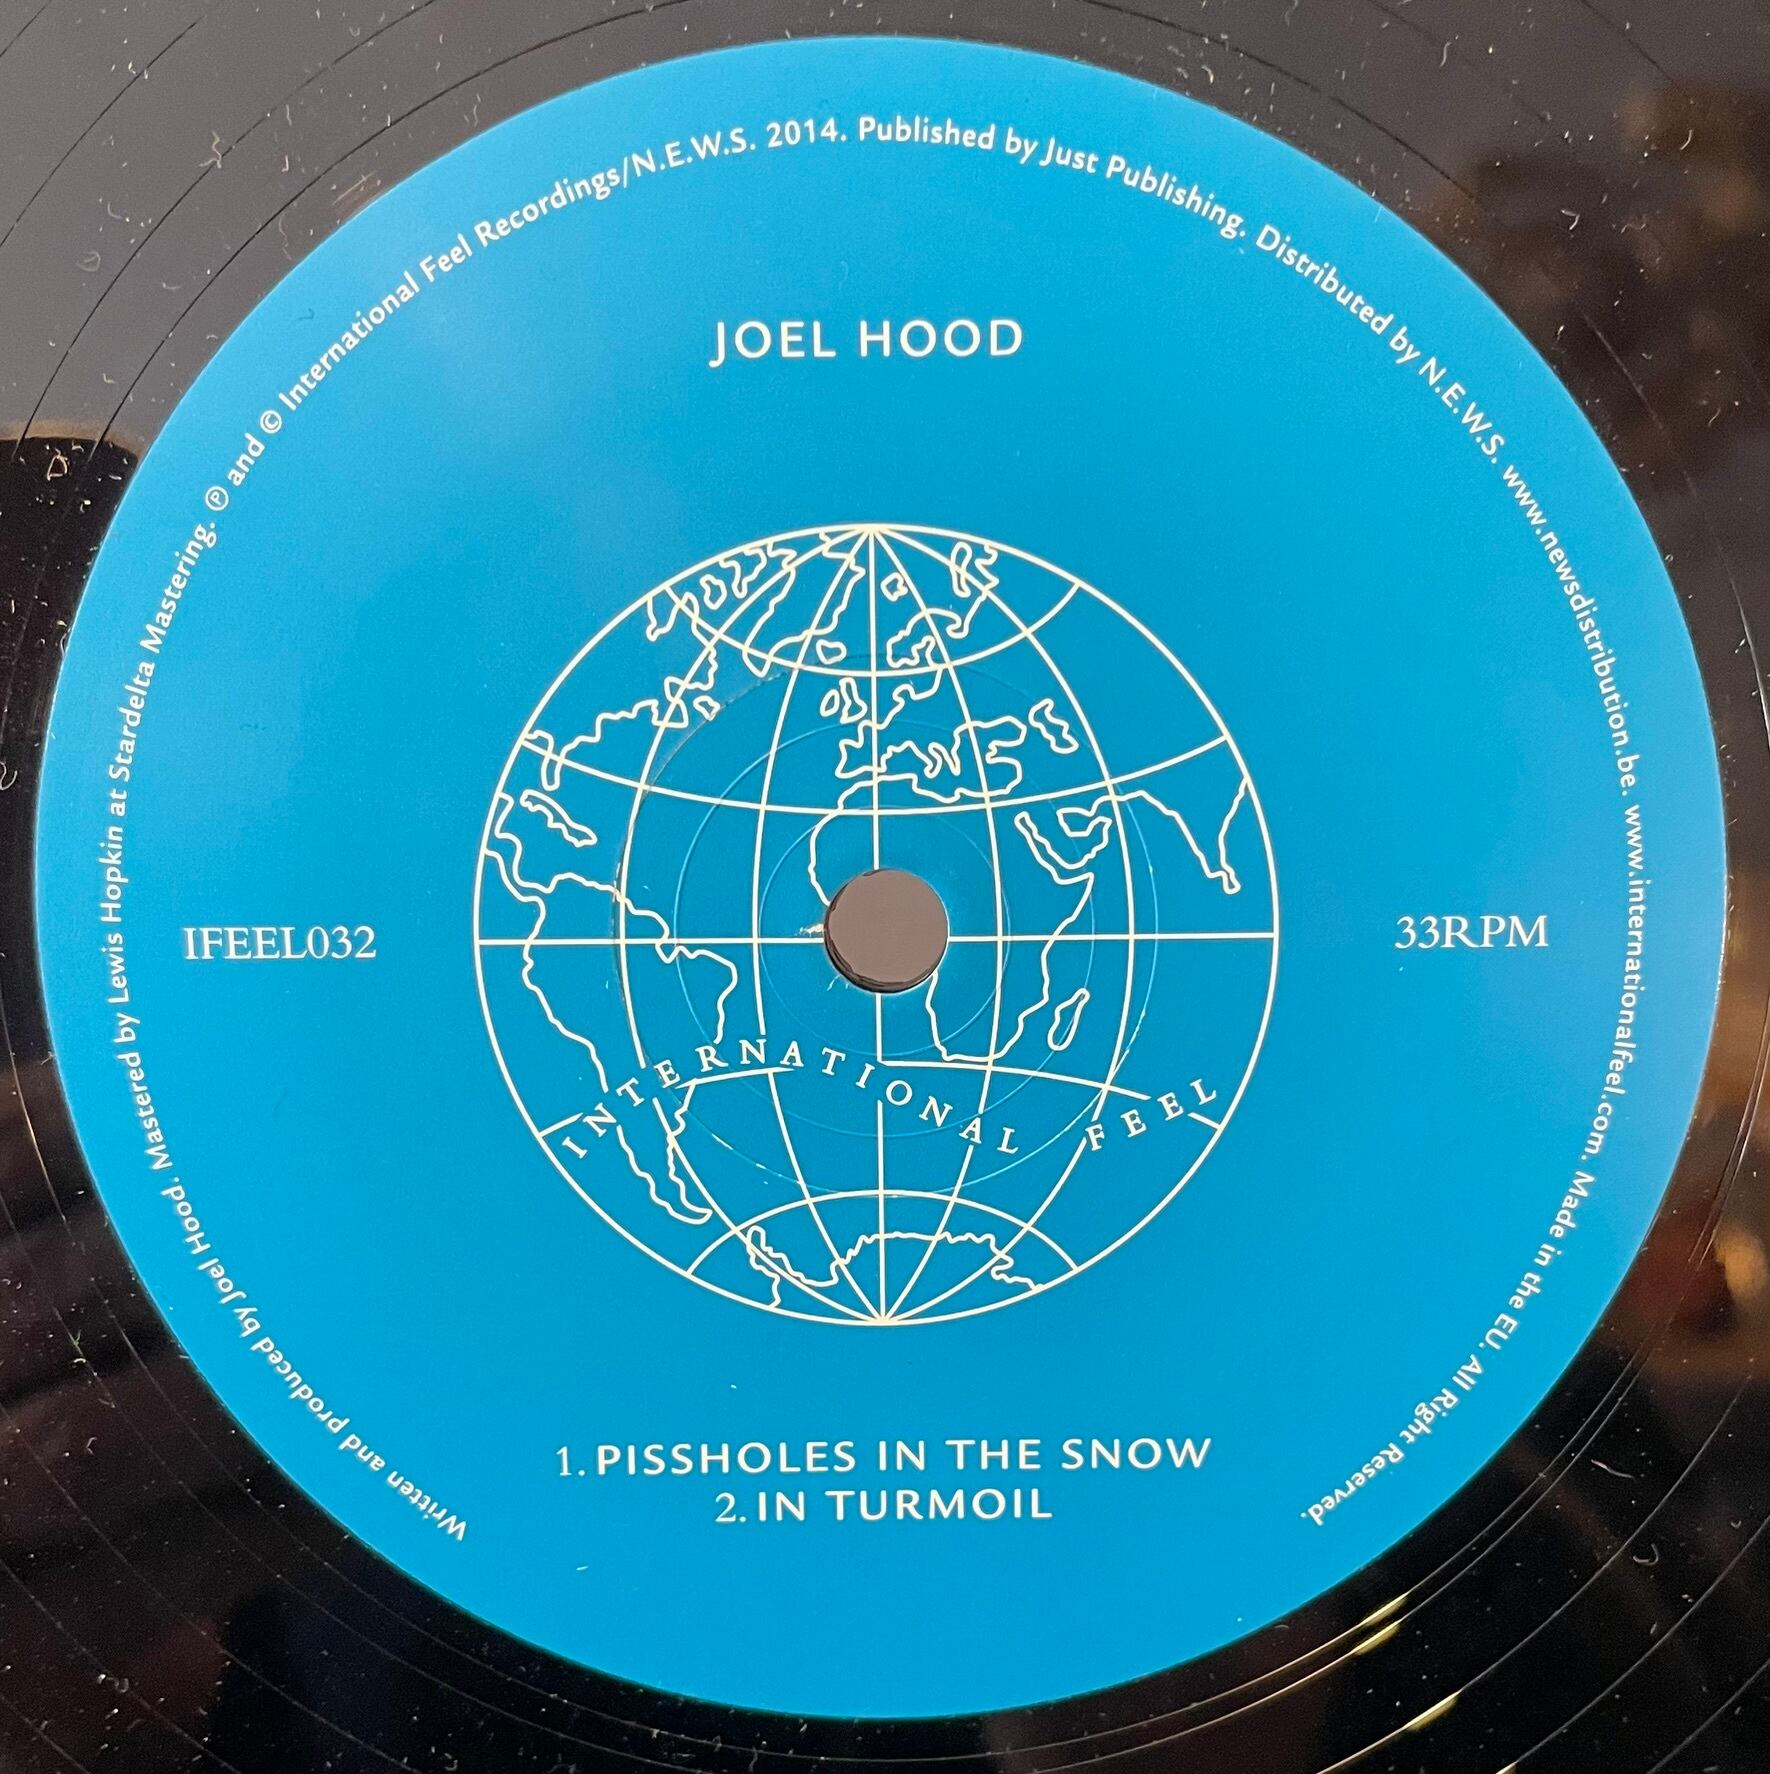 Written and produced by Joel Hood. Mastered by Lewis Hopkin at Stardelta Mastering. ℗ and © International Feel Recordings/N.E.W.S. 2014. Published by Just Publishing. Distributed by N.E.W.S. www.newsdistribution.be. www.internationalfeel.com. Made in the EU. All Right Reserved.
JOEL HOOD
IFEEL032
33RPM
INTERNATIONAL FEEL
1. PISSHOLES IN THE SNOW
2. IN TURMOIL